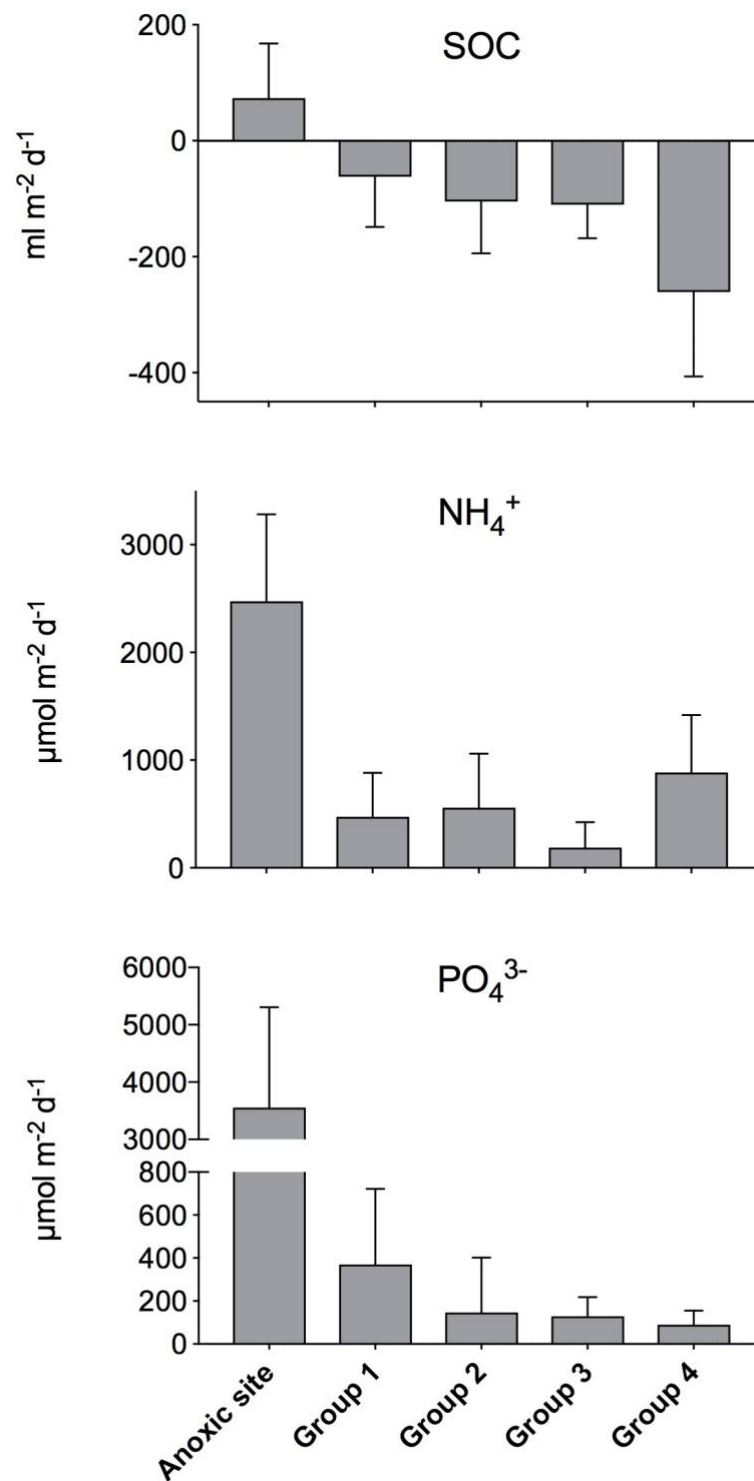 SOC
200
0
-200
-400
ml m-2 d-1
NH4+
3000
2000
1000
0
µmol m-2 d-1
PO43-
6000
5000
4000
3000
800
600
400
200
0
µmol m-2 d-1
Anoxic site
Group 1
Group 2
Group 3
Group 4